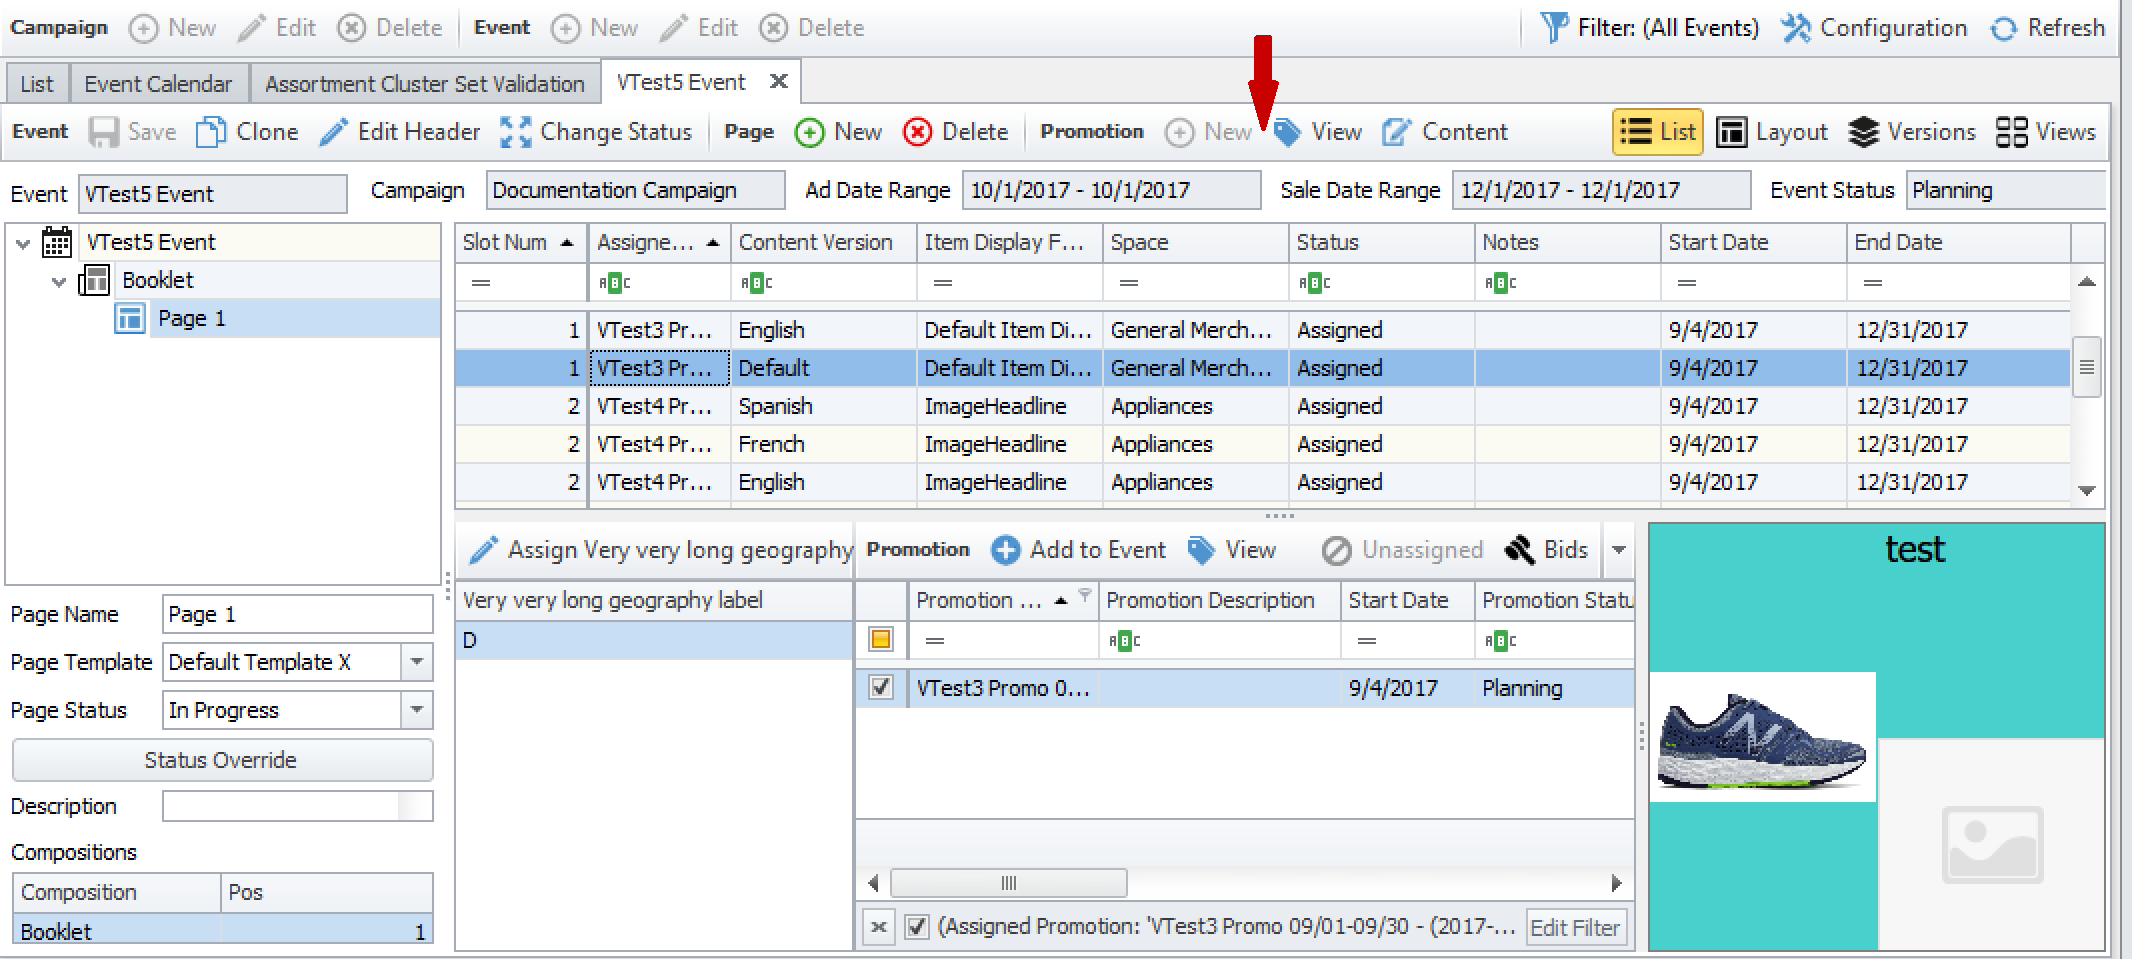 Campaign New Edit Delete Event New Edit Delete Filter: (All Events) Configuration Refresh
List Event Calendar Assortment Cluster Set Validation VTest5 Event
Event Save Clone Edit Header Change Status Page New Delete Promotion New View Content List Layout Versions Views
Event VTest5 Event Campaign Documentation Campaign Ad Date Range 10/1/2017 - 10/1/2017 Sale Date Range 12/1/2017 - 12/1/2017 Event Status Planning
VTest5 Event
Booklet
Page 1
Slot Num Assigne... Content Version Item Display F... Space Status Notes Start Date End Date
= ABC ABC = = ABC ABC = =
1 VTest3 Pr... English Default Item Di... General Merch... Assigned 9/4/2017 12/31/2017
1 VTest3 Pr... Default Default Item Di... General Merch... Assigned 9/4/2017 12/31/2017
2 VTest4 Pr... Spanish ImageHeadline Appliances Assigned 9/4/2017 12/31/2017
2 VTest4 Pr... French ImageHeadline Appliances Assigned 9/4/2017 12/31/2017
2 VTest4 Pr... English ImageHeadline Appliances Assigned 9/4/2017 12/31/2017
Page Name Page 1
Page Template Default Template X
Page Status In Progress
Status Override
Description
Compositions
Composition Pos
Booklet 1
Assign Very very long geography
Very very long geography label
D
Promotion Add to Event View Unassigned Bids
Promotion ... Promotion Description Start Date Promotion Statu
= ABC = ABC
VTest3 Promo 0... 9/4/2017 Planning
(Assigned Promotion: 'VTest3 Promo 09/01-09/30 - (2017-... Edit Filter
test
N